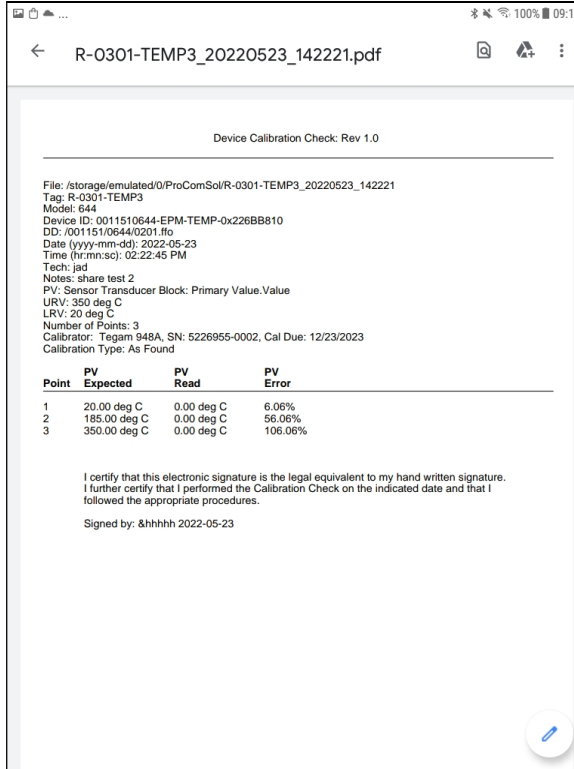 ... 100% 09:1
R-0301-TEMP3_20220523_142221.pdf
Device Calibration Check: Rev 1.0
File: /storage/emulated/0/ProComSol/R-0301-TEMP3_20220523_142221
Tag: R-0301-TEMP3
Model: 644
Device ID: 0011510644-EPM-TEMP-0x226BB810
DD: /001151/0644/0201.ffo
Date (yyyy-mm-dd): 2022-05-23
Time (hr:mn:sc): 02:22:45 PM
Tech: jad
Notes: share test 2
PV: Sensor Transducer Block: Primary Value.Value
URV: 350 deg C
LRV: 20 deg C
Number of Points: 3
Calibrator: Tegam 948A, SN: 5226955-0002, Cal Due: 12/23/2023
Calibration Type: As Found
PV PV PV
Point Expected Read Error
1 20.00 deg C 0.00 deg C 6.06%
2 185.00 deg C 0.00 deg C 56.06%
3 350.00 deg C 0.00 deg C 106.06%
I certify that this electronic signature is the legal equivalent to my hand written signature.
I further certify that I performed the Calibration Check on the indicated date and that I
followed the appropriate procedures.
Signed by: &hhhhh 2022-05-23